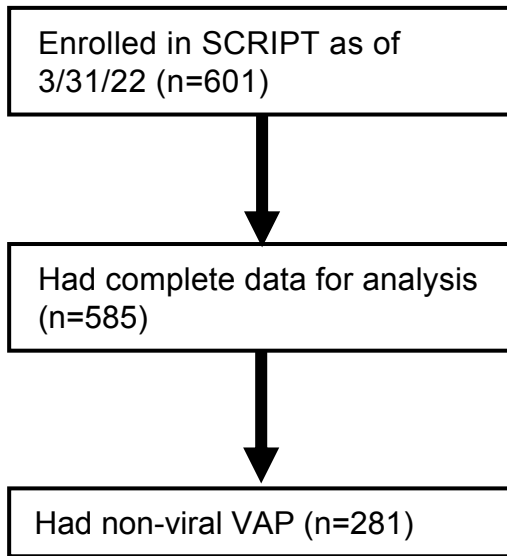 Enrolled in SCRIPT as of
3/31/22 (n=601)
Had complete data for analysis
(n=585)
Had non-viral VAP (n=281)